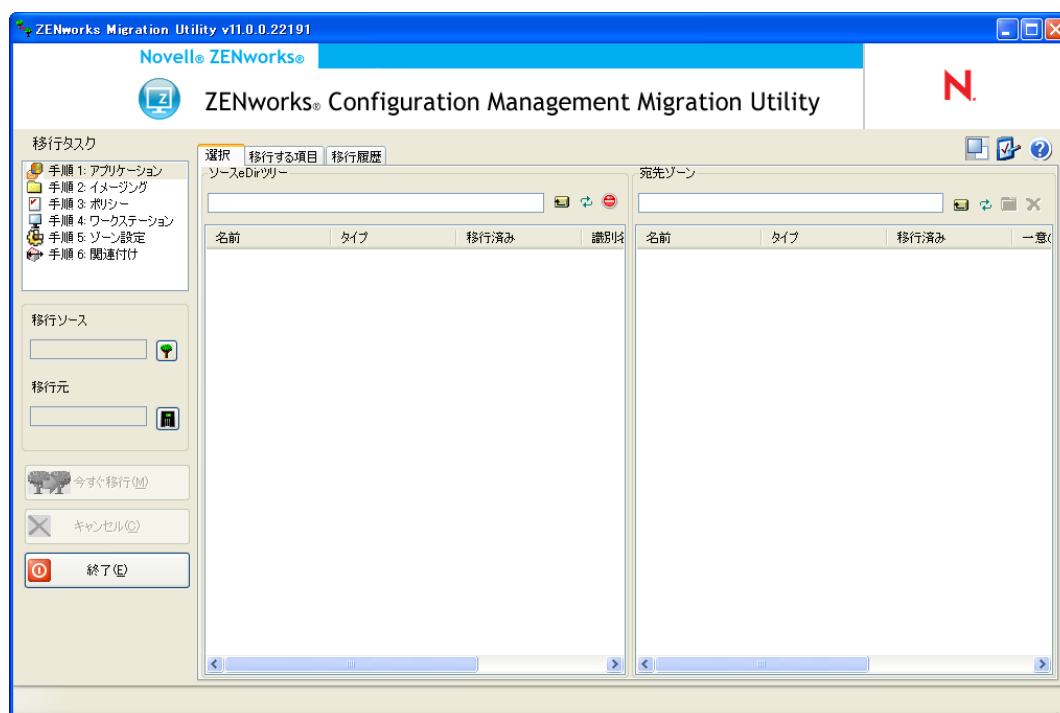 ZENworks Migration Utility v11.0.0.22191
Novell® ZENworks®
ZENworks® Configuration Management Migration Utility
N.
移行タスク
手順 1: アプリケーション
手順 2: イメージング
手順 3: ポリシー
手順 4: ワークステーション
手順 5: ゾーン設定
手順 6: 関連付け
選択 移行する項目 移行履歴
ソースeDirツリー
宛先ゾーン
名前 タイプ 移行済み
名前 タイプ 移行済み
移行ソース
移行元
今すぐ移行(M)
キャンセル(C)
終了(E)